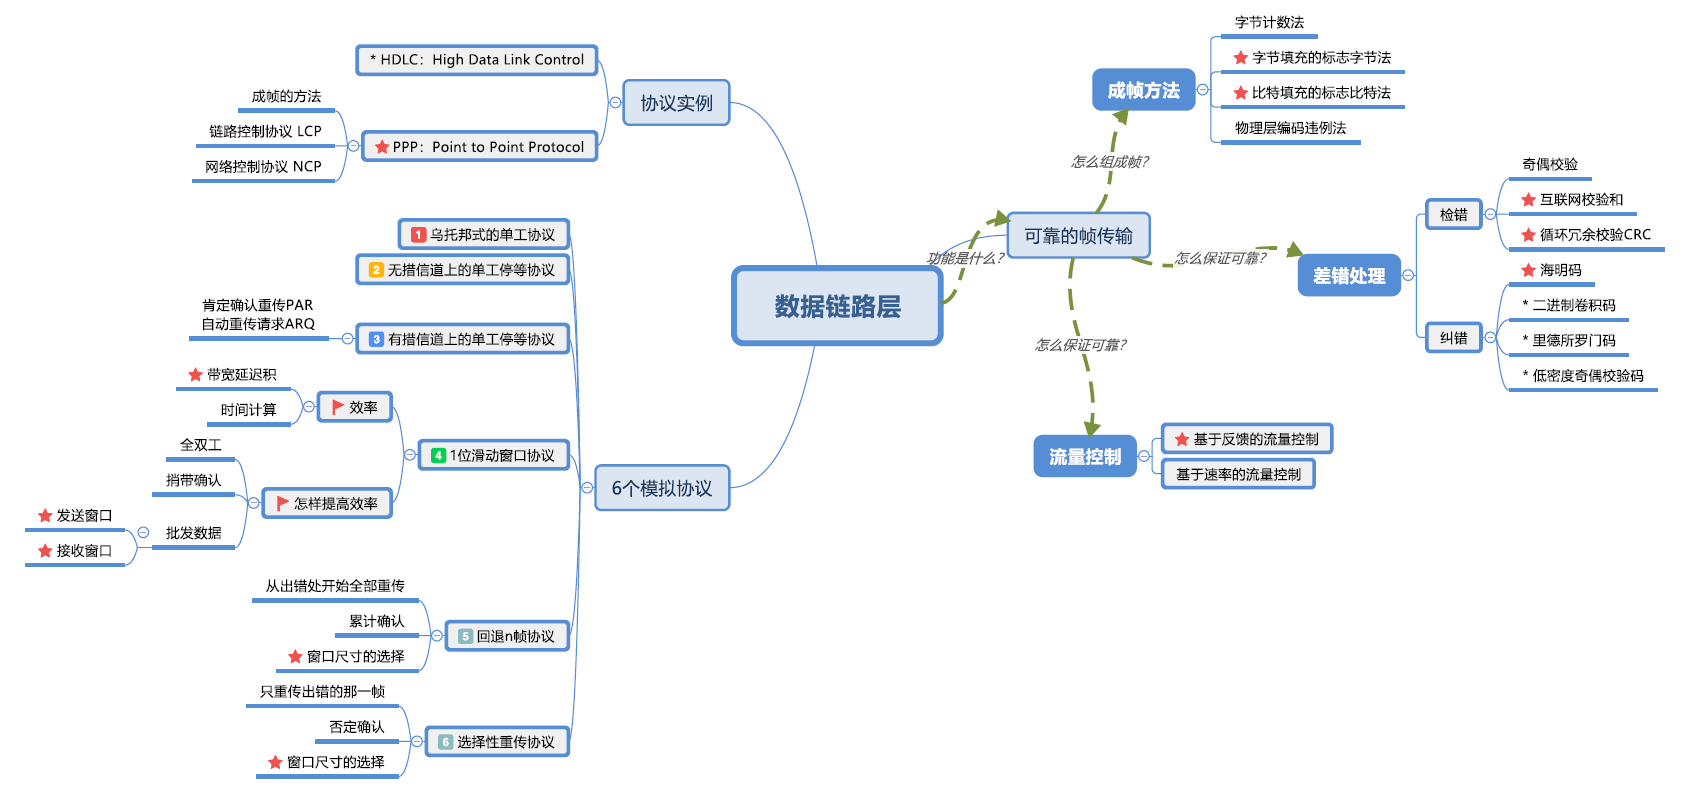 数据链路层
功能是什么？
可靠的帧传输
怎么组成帧？
成帧方法
字节计数法
字节填充的标志字节法
比特填充的标志比特法
物理层编码违例法
怎么保证可靠？
差错处理
检错
奇偶校验
互联网校验和
循环冗余校验CRC
纠错
海明码
* 二进制卷积码
* 里德所罗门码
* 低密度奇偶校验码
怎么保证可靠？
流量控制
基于反馈的流量控制
基于速率的流量控制
协议实例
* HDLC：High Data Link Control
PPP：Point to Point Protocol
成帧的方法
链路控制协议 LCP
网络控制协议 NCP
6个模拟协议
1 乌托邦式的单工协议
2 无措信道上的单工停等协议
3 有措信道上的单工停等协议
肯定确认重传PAR
自动重传请求ARQ
4 1位滑动窗口协议
效率
带宽延迟积
时间计算
怎样提高效率
全双工
捎带确认
批发数据
发送窗口
接收窗口
5 回退n帧协议
从出错处开始全部重传
累计确认
窗口尺寸的选择
6 选择性重传协议
只重传出错的那一帧
否定确认
窗口尺寸的选择